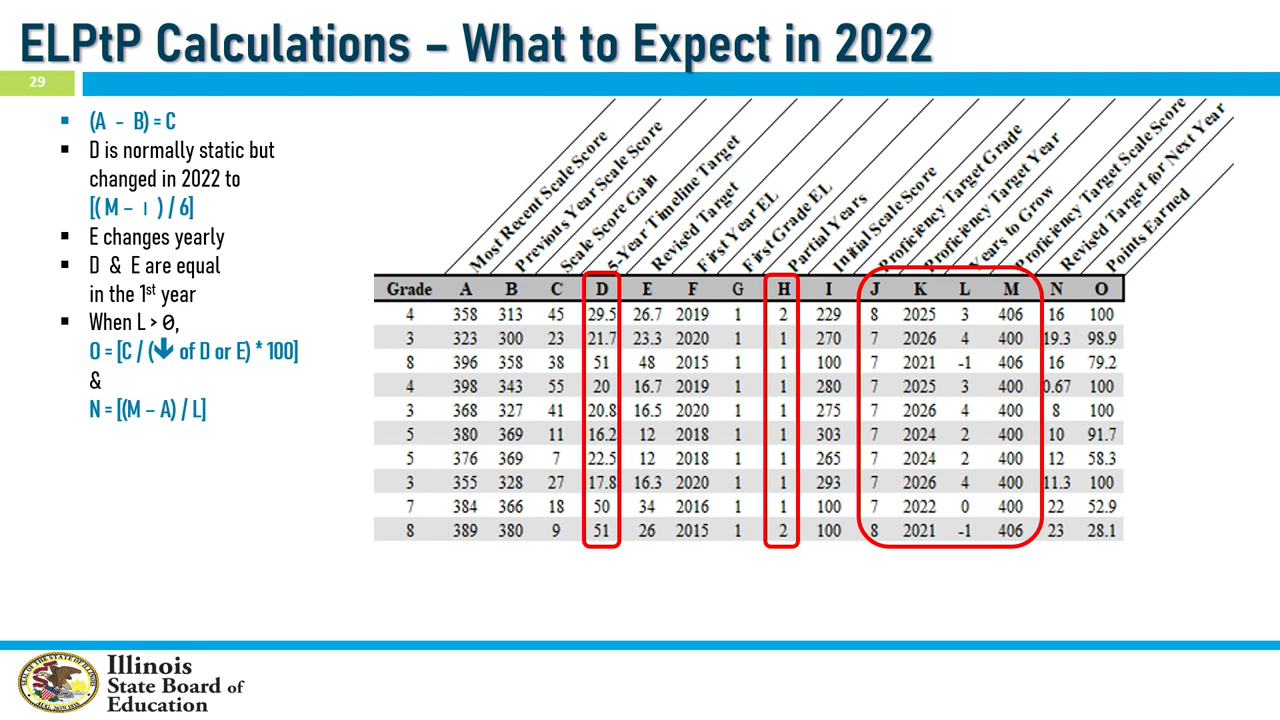 ELPtP Calculations – What to Expect in 2022
29
▪ (A - B) = C
▪ D is normally static but
changed in 2022 to
[( M – I ) / 6]
▪ E changes yearly
▪ D & E are equal
in the 1st year
▪ When L > 0,
O = [C / (🡻 of D or E) * 100]
&
N = [(M – A) / L]
Most Recent Scale Score
Previous Year Scale Score
Scale Score Gain
5-Year Timeline Target
Revised Target
First Year EL
First Grade EL
Partial Years
Initial Scale Score
Proficiency Target Grade
Proficiency Target Year
Years to Grow
Proficiency Target Scale Score
Revised Target for Next Year
Points Earned
Grade A B C D E F G H I J K L M N O
4 358 313 45 29.5 26.7 2019 1 2 229 8 2025 3 406 16 100
3 323 300 23 21.7 23.3 2020 1 1 270 7 2026 4 400 19.3 98.9
8 396 358 38 51 48 2015 1 1 100 7 2021 -1 406 16 79.2
4 398 343 55 20 16.7 2019 1 1 280 7 2025 3 400 0.67 100
3 368 327 41 20.8 16.5 2020 1 1 275 7 2026 4 400 8 100
5 380 369 11 16.2 12 2018 1 1 303 7 2024 2 400 10 91.7
5 376 369 7 22.5 12 2018 1 1 265 7 2024 2 400 12 58.3
3 355 328 27 17.8 16.3 2020 1 1 293 7 2026 4 400 11.3 100
7 384 366 18 50 34 2016 1 1 100 7 2022 0 400 22 52.9
8 389 380 9 51 26 2015 1 2 100 8 2021 -1 406 23 28.1
Illinois
State Board of
Education